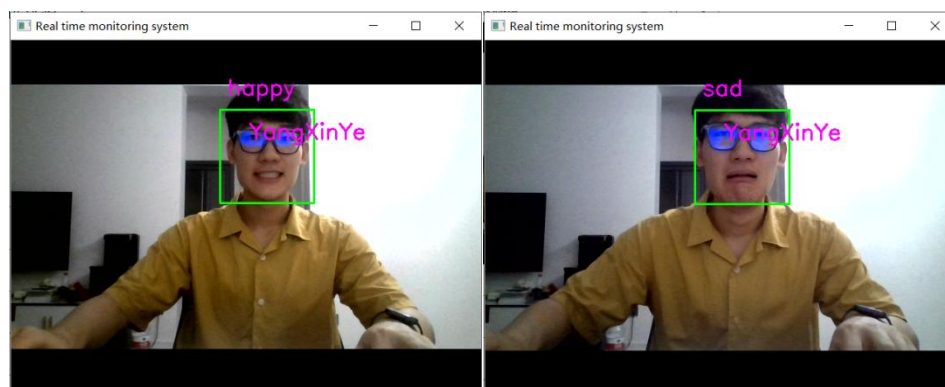 Real time monitoring system
happy
YangXinYe
Real time monitoring system
sad
YangXinYe